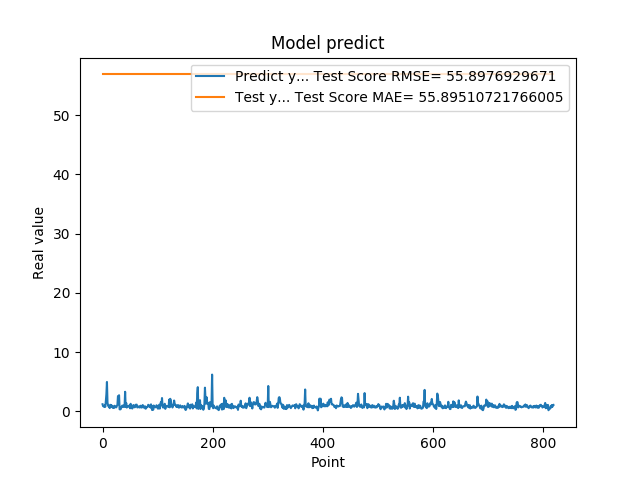 Model predict
Predict y... Test Score RMSE= 55.8976929671
Test y... Test Score MAE= 55.89510721766005
50
40
30
20
10
0
Real value
0 200 400 600 800
Point